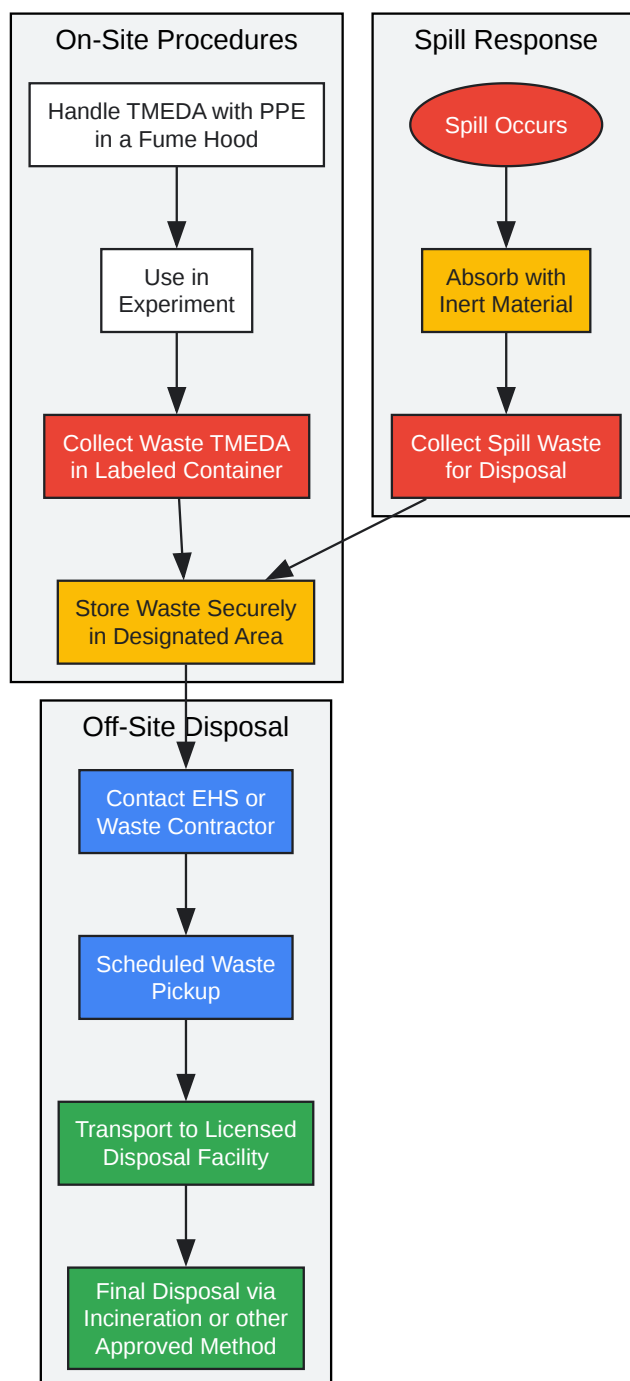 On-Site Procedures
Handle TMEDA with PPE
in a Fume Hood
Use in
Experiment
Collect Waste TMEDA
in Labeled Container
Store Waste Securely
in Designated Area
Spill Response
Spill Occurs
Absorb with
Inert Material
Collect Spill Waste
for Disposal
Off-Site Disposal
Contact EHS or
Waste Contractor
Scheduled Waste
Pickup
Transport to Licensed
Disposal Facility
Final Disposal via
Incineration or other
Approved Method